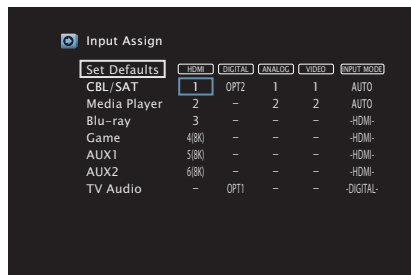 Input Assign
Set Defaults HDMI DIGITAL ANALOG VIDEO INPUT MODE
CBL/SAT 1 OPT2 1 1 AUTO
Media Player 2 – 2 2 AUTO
Blu-ray 3 – – – -HDMI-
Game 4(8K) – – – -HDMI-
AUX1 5(8K) – – – -HDMI-
AUX2 6(8K) – – – -HDMI-
TV Audio – OPT1 – – -DIGITAL-